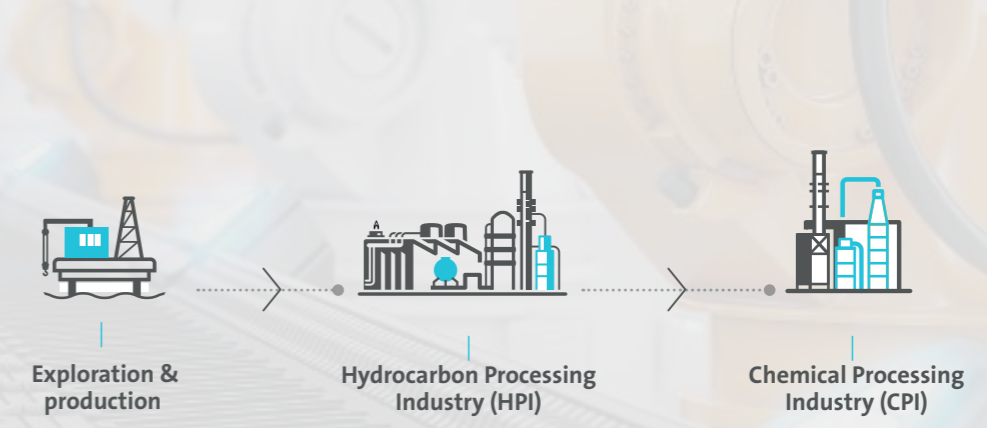 Exploration &
production
Hydrocarbon Processing
Industry (HPI)
Chemical Processing
Industry (CPI)